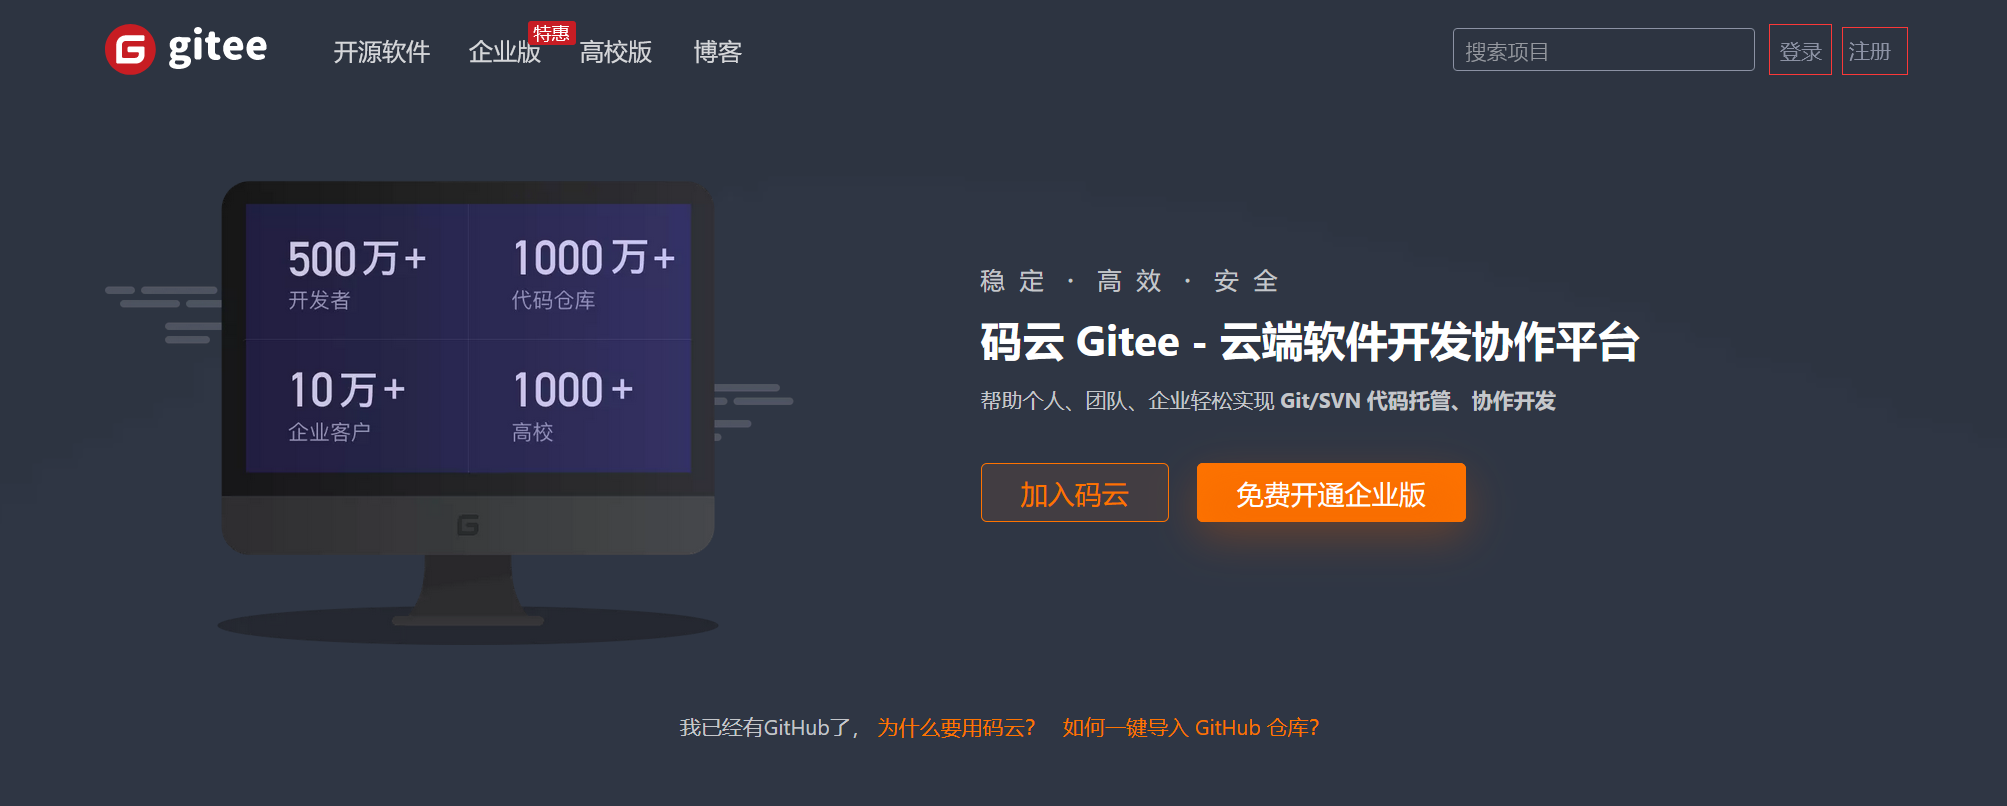 gitee
开源软件 企业版 特惠 高校版 博客
搜索项目 登录 注册
500万+ 1000万+
开发者 代码仓库
10万+ 1000+
企业客户 高校
稳定·高效·安全
码云 Gitee - 云端软件开发协作平台
帮助个人、团队、企业轻松实现 Git/SVN 代码托管、协作开发
加入码云 免费开通企业版
我已经有GitHub了， 为什么要用码云? 如何一键导入 GitHub 仓库?